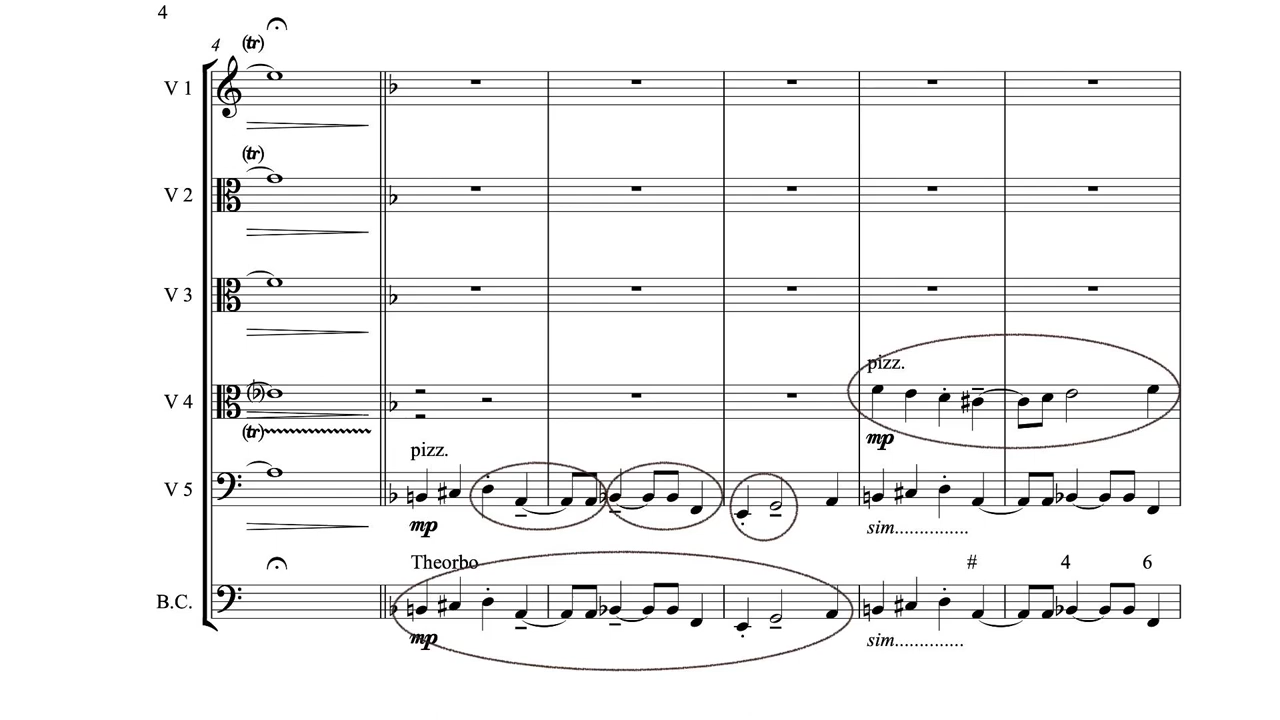 4
4
(tr)
V 1
(tr)
V 2
V 3
pizz.
V 4
mp
(tr)
pizz.
V 5
mp
sim..............
Theorbo # 4 6
B.C.
mp
sim..............